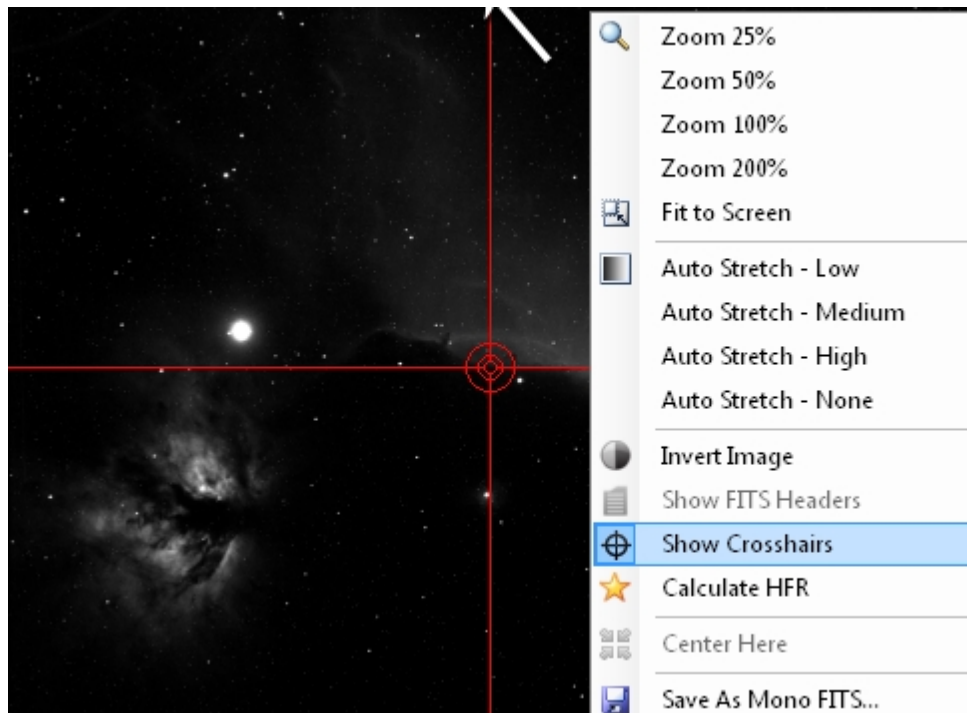 Zoom 25%
Zoom 50%
Zoom 100%
Zoom 200%
Fit to Screen
Auto Stretch - Low
Auto Stretch - Medium
Auto Stretch - High
Auto Stretch - None
Invert Image
Show FITS Headers
Show Crosshairs
Calculate HFR
Center Here
Save As Mono FITS...